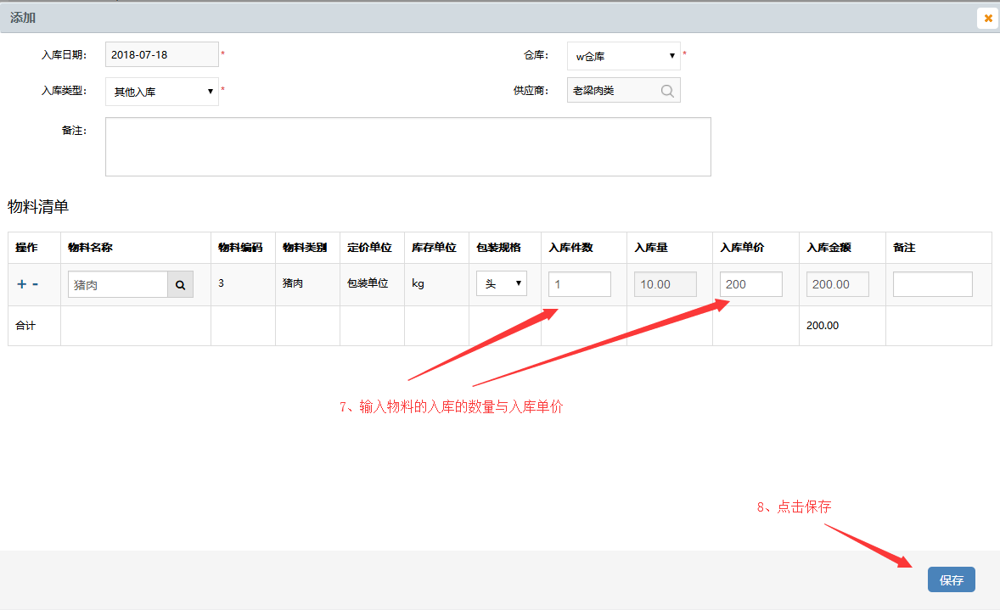 添加
入库日期： 2018-07-18 * 仓库： w仓库 *
入库类型： 其他入库 * 供应商： 老梁肉类
备注：
物料清单
操作 物料名称 物料编码 物料类别 定价单位 库存单位 包装规格 入库件数 入库量 入库单价 入库金额 备注
+ - 猪肉 3 猪肉 包装单位 kg 头 1 10.00 200 200.00
合计 200.00
7、输入物料的入库的数量与入库单价
8、点击保存
保存